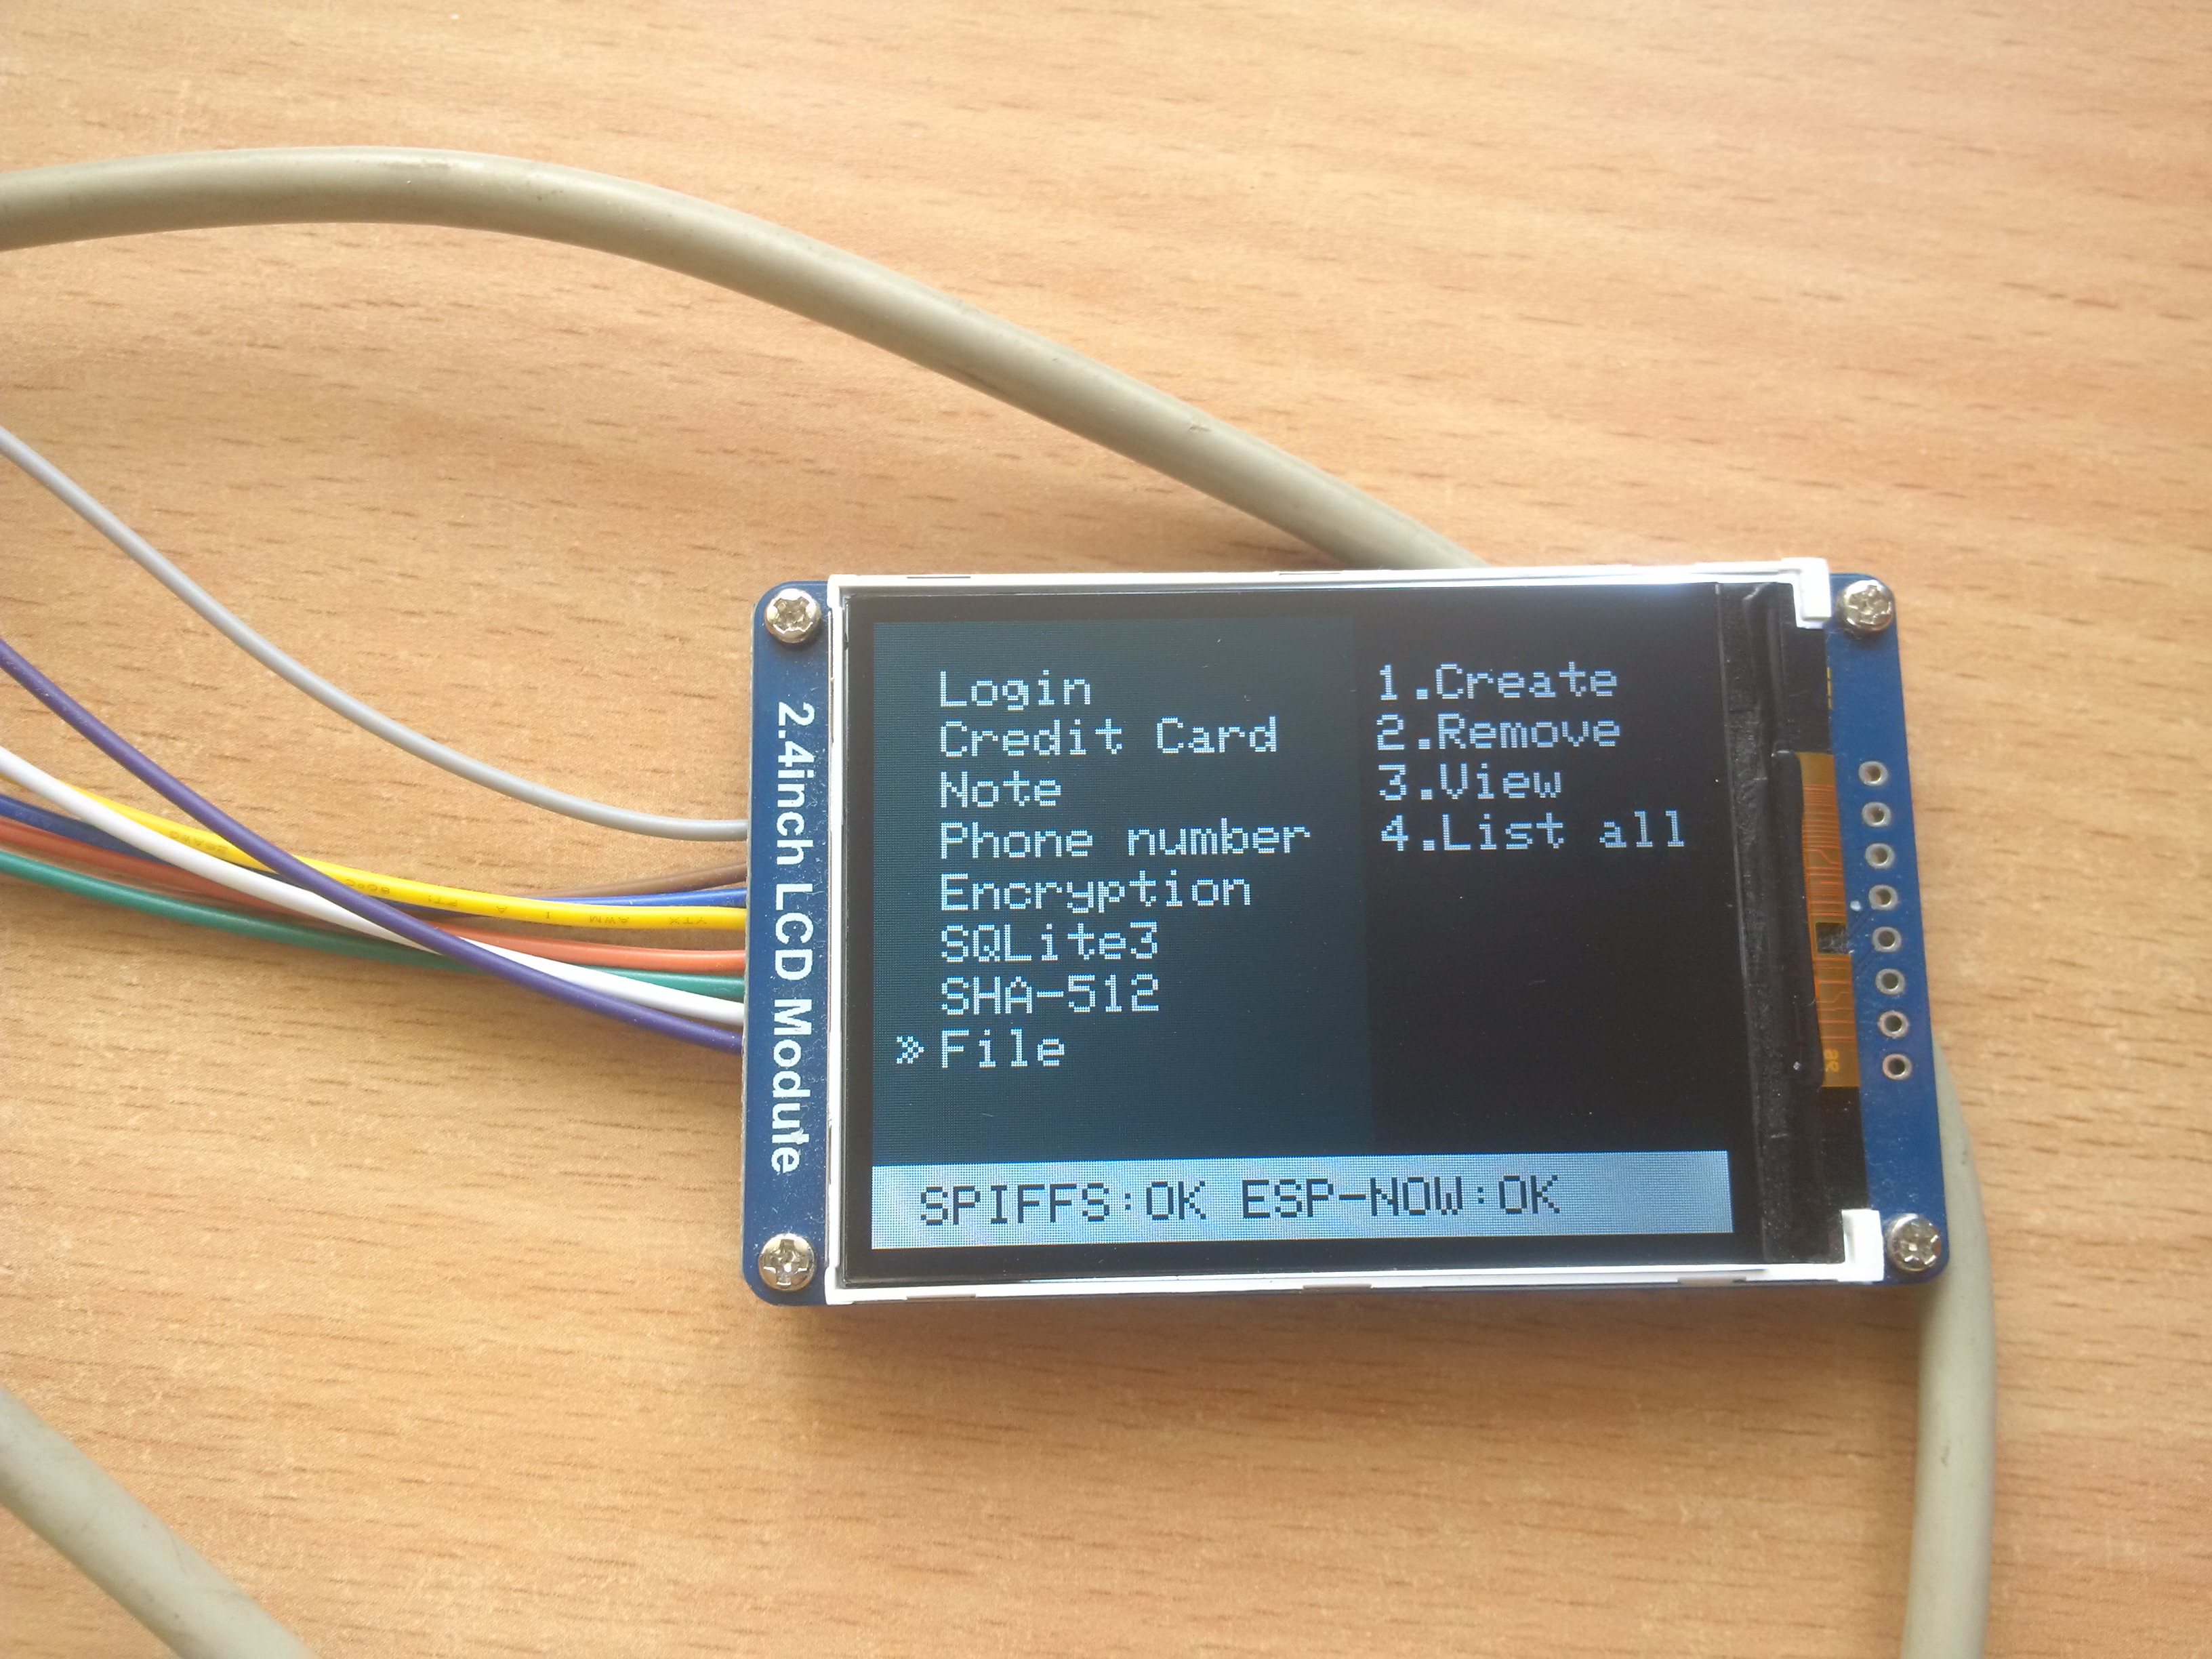 2.4inch LCD Module
Login
Credit Card
Note
Phone number
Encryption
SQLite3
SHA-512
» File
1.Create
2.Remove
3.View
4.List all
SPIFFS:OK ESP-NOW:OK